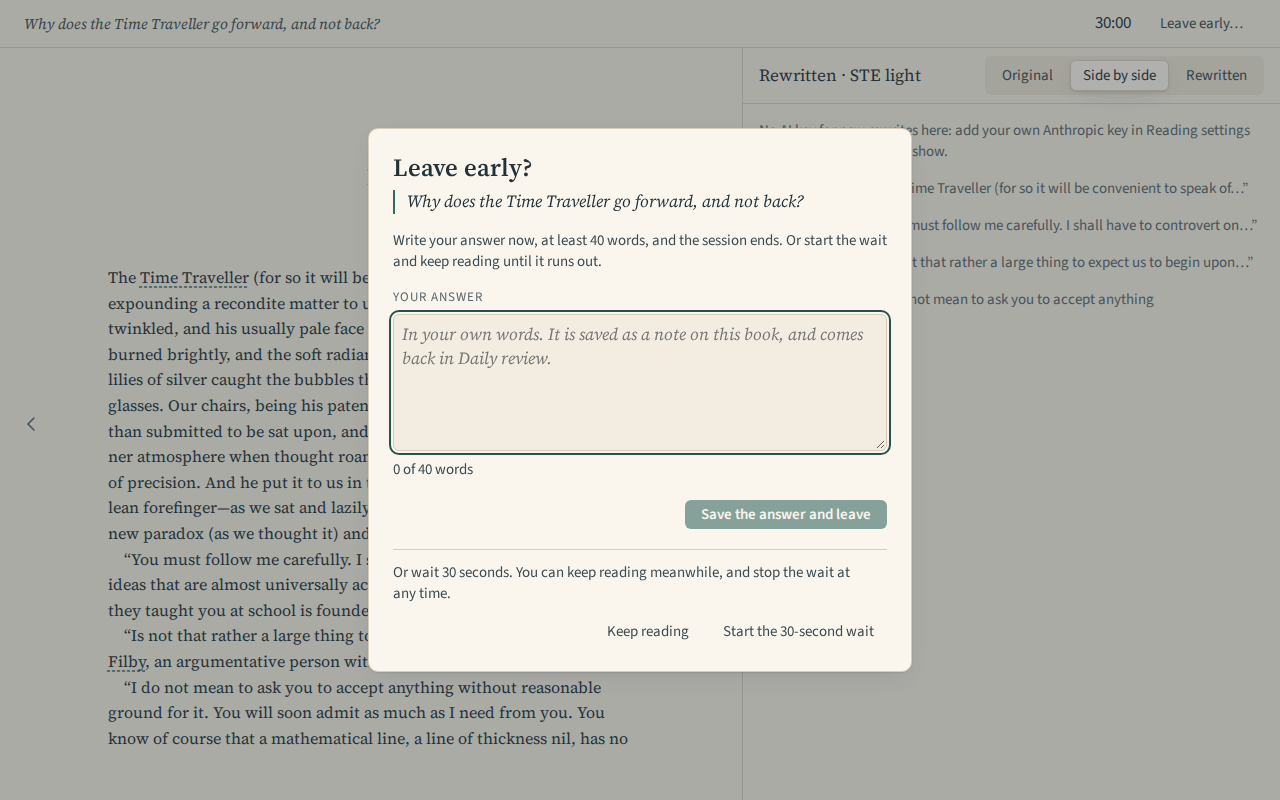 Why does the Time Traveller go forward, and not back?
30:00
Leave early…
The Time Traveller (for so it will be
expounding a recondite matter to
twinkled, and his usually pale face
burned brightly, and the soft
lilies of silver caught the bubbles
glasses. Our chairs, being his
than submitted to be sat upon, and
ner atmosphere when thought
of precision. And he put it to us in
lean forefinger—as we sat and lazily
new paradox (as we thought it) and
“You must follow me carefully. I
ideas that are almost universally
they taught you at school is
“Is not that rather a large thing
Filby, an argumentative person
“I do not mean to ask you to accept anything without reasonable
ground for it. You will soon admit as much as I need from you. You
know of course that a mathematical line, a line of thickness nil, has no
Rewritten · STE light
Original
Side by side
Rewritten
here: add your own Anthropic key in Reading settings
show.
Traveller (for so it will be convenient to speak of…”
must follow me carefully. I shall have to controvert on…”
that rather a large thing to expect us to begin upon…”
not mean to ask you to accept anything
Leave early?
Why does the Time Traveller go forward, and not back?
Write your answer now, at least 40 words, and the session ends. Or start the wait
and keep reading until it runs out.
YOUR ANSWER
In your own words. It is saved as a note on this book, and comes
back in Daily review.
0 of 40 words
Save the answer and leave
Or wait 30 seconds. You can keep reading meanwhile, and stop the wait at
any time.
Keep reading
Start the 30-second wait